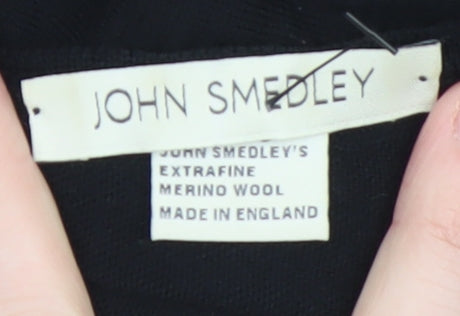 JOHN SMEDLEY
JOHN SMEDLEY'S
EXTRAFINE
MERINO WOOL
MADE IN ENGLAND